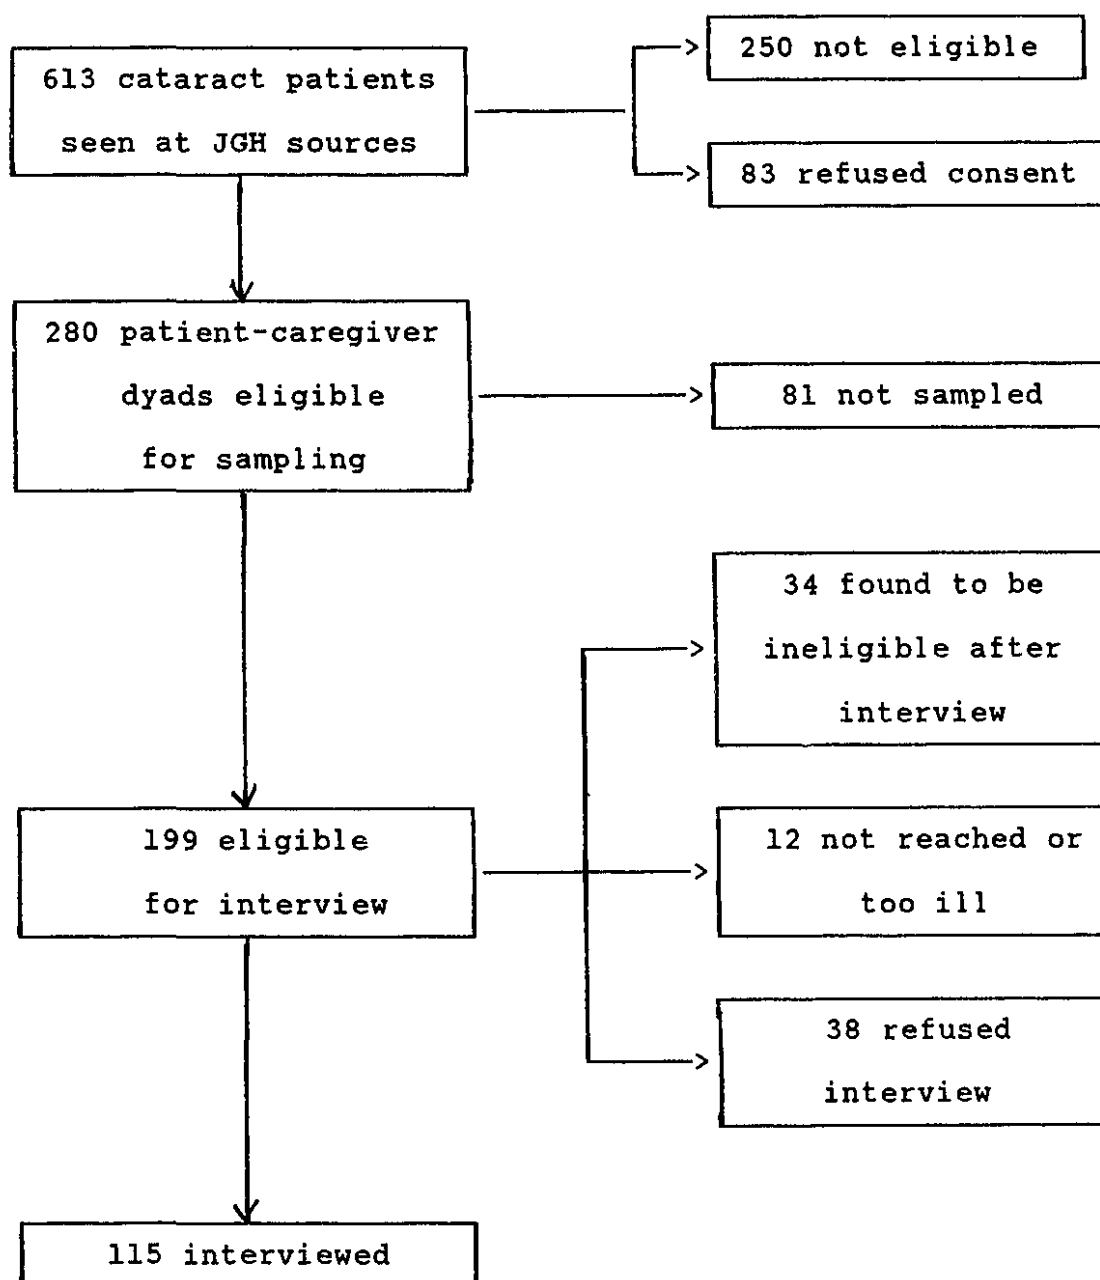 613 cataract patients
seen at JGH sources
250 not eligible
83 refused consent
280 patient-caregiver
dyads eligible
for sampling
81 not sampled
34 found to be
ineligible after
interview
199 eligible
for interview
12 not reached or
too ill
38 refused
interview
115 interviewed